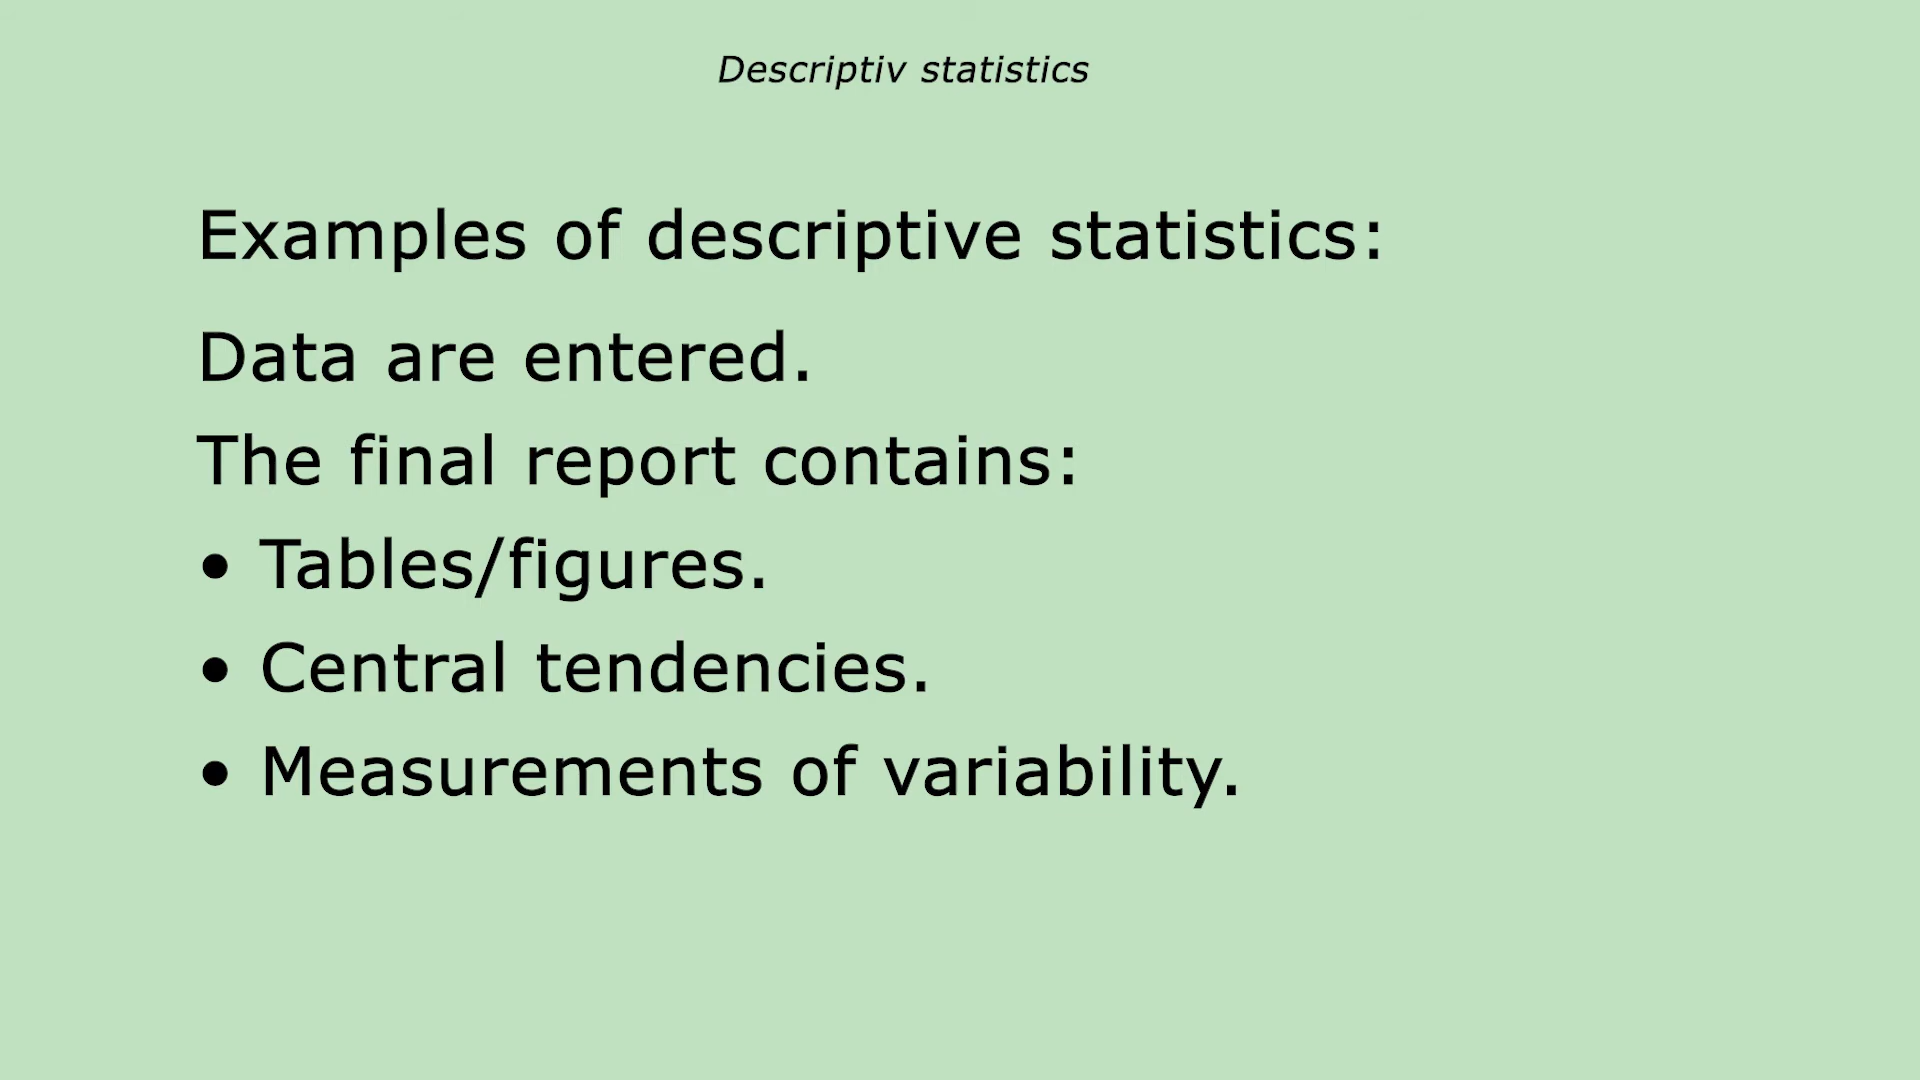 Descriptiv statistics
Examples of descriptive statistics:
Data are entered.
The final report contains:
• Tables/figures.
• Central tendencies.
• Measurements of variability.